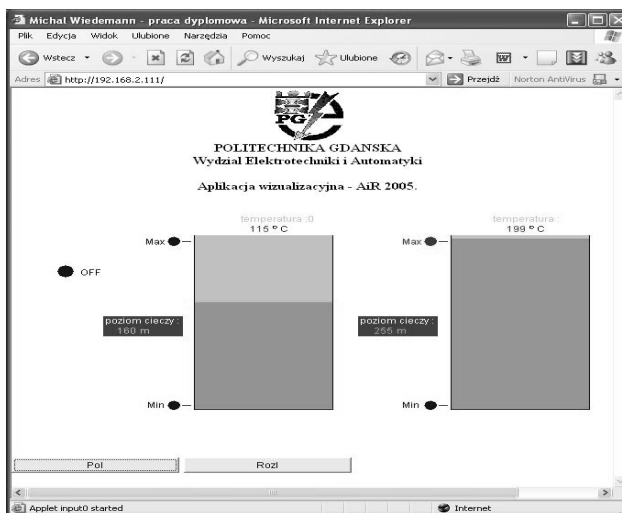 Michal Wiedemann - praca dyplomowa - Microsoft Internet Explorer
Plik Edycja Widok Ulubione Narzędzia Pomoc
Wstecz Wyszukaj Ulubione
Adres http://192.168.2.111/ Przejdź Norton AntiVirus
PG
POLITECHNIKA GDANSKA
Wydzial Elektrotechniki i Automatyki
Aplikacja wizualizacyjna - AiR 2005.
temperatura :0 temperatura :
115 º C 199 º C
Max Max
OFF
poziom cieczy : poziom cieczy :
160 m 255 m
Min Min
Pol Rozl
Applet input0 started Internet